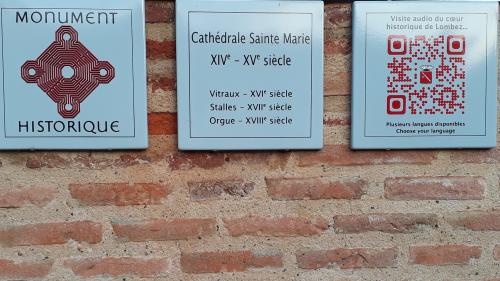 MONUMENT
HISTORIQUE
Cathédrale Sainte Marie
XIVe - XVe siècle
Vitraux - XVIe siècle
Stalles - XVIIe siècle
Orgue - XVIIIe siècle
Visite audio du cœur
historique de Lombez...
Plusieurs langues disponibles
Choose your language